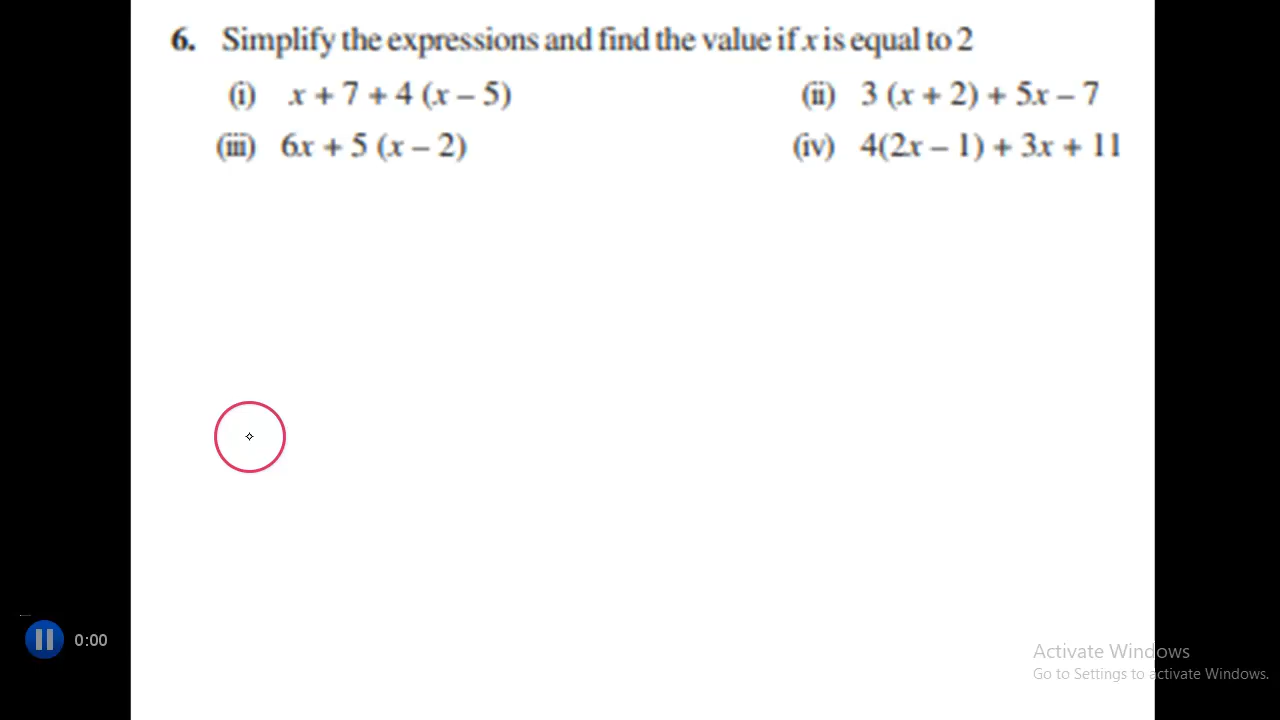 6. Simplify the expressions and find the value if x is equal to 2
(i) x + 7 + 4 (x – 5) (ii) 3 (x + 2) + 5x – 7
(iii) 6x + 5 (x – 2) (iv) 4(2x – 1) + 3x + 11
0:00
Activate Windows
Go to Settings to activate Windows.